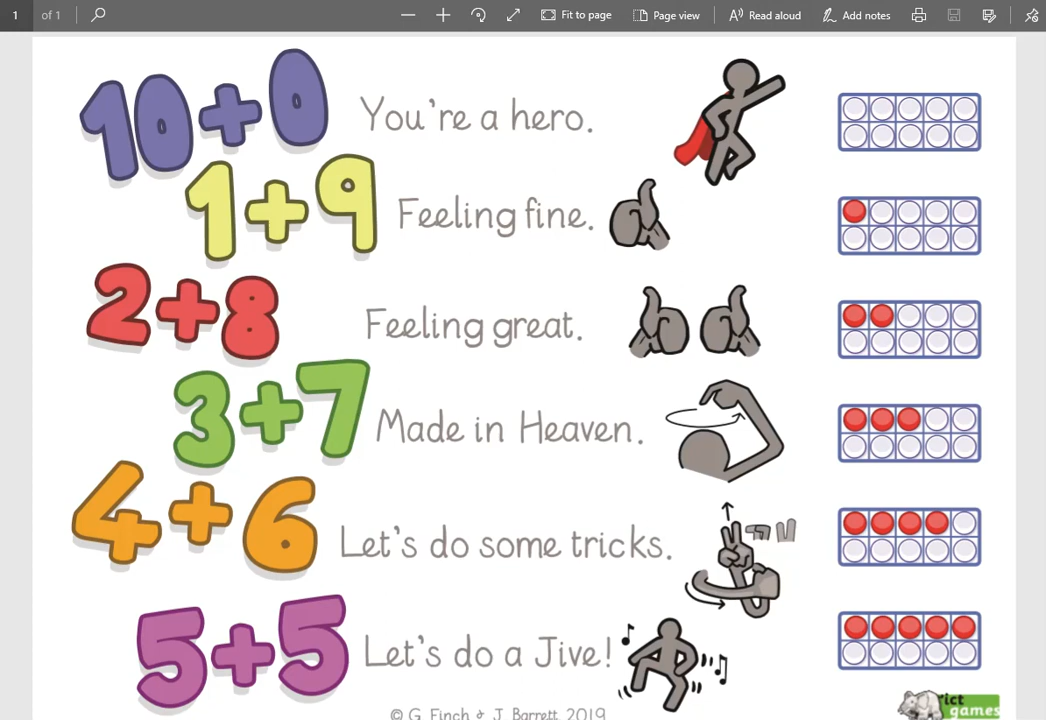 1 of 1 Fit to page Page view Read aloud Add notes
10+0 You're a hero.
1+9 Feeling fine.
2+8 Feeling great.
3+7 Made in Heaven.
4+6 Let's do some tricks.
5+5 Let's do a Jive!
© G Finch & J Barrett 2019
ict
games